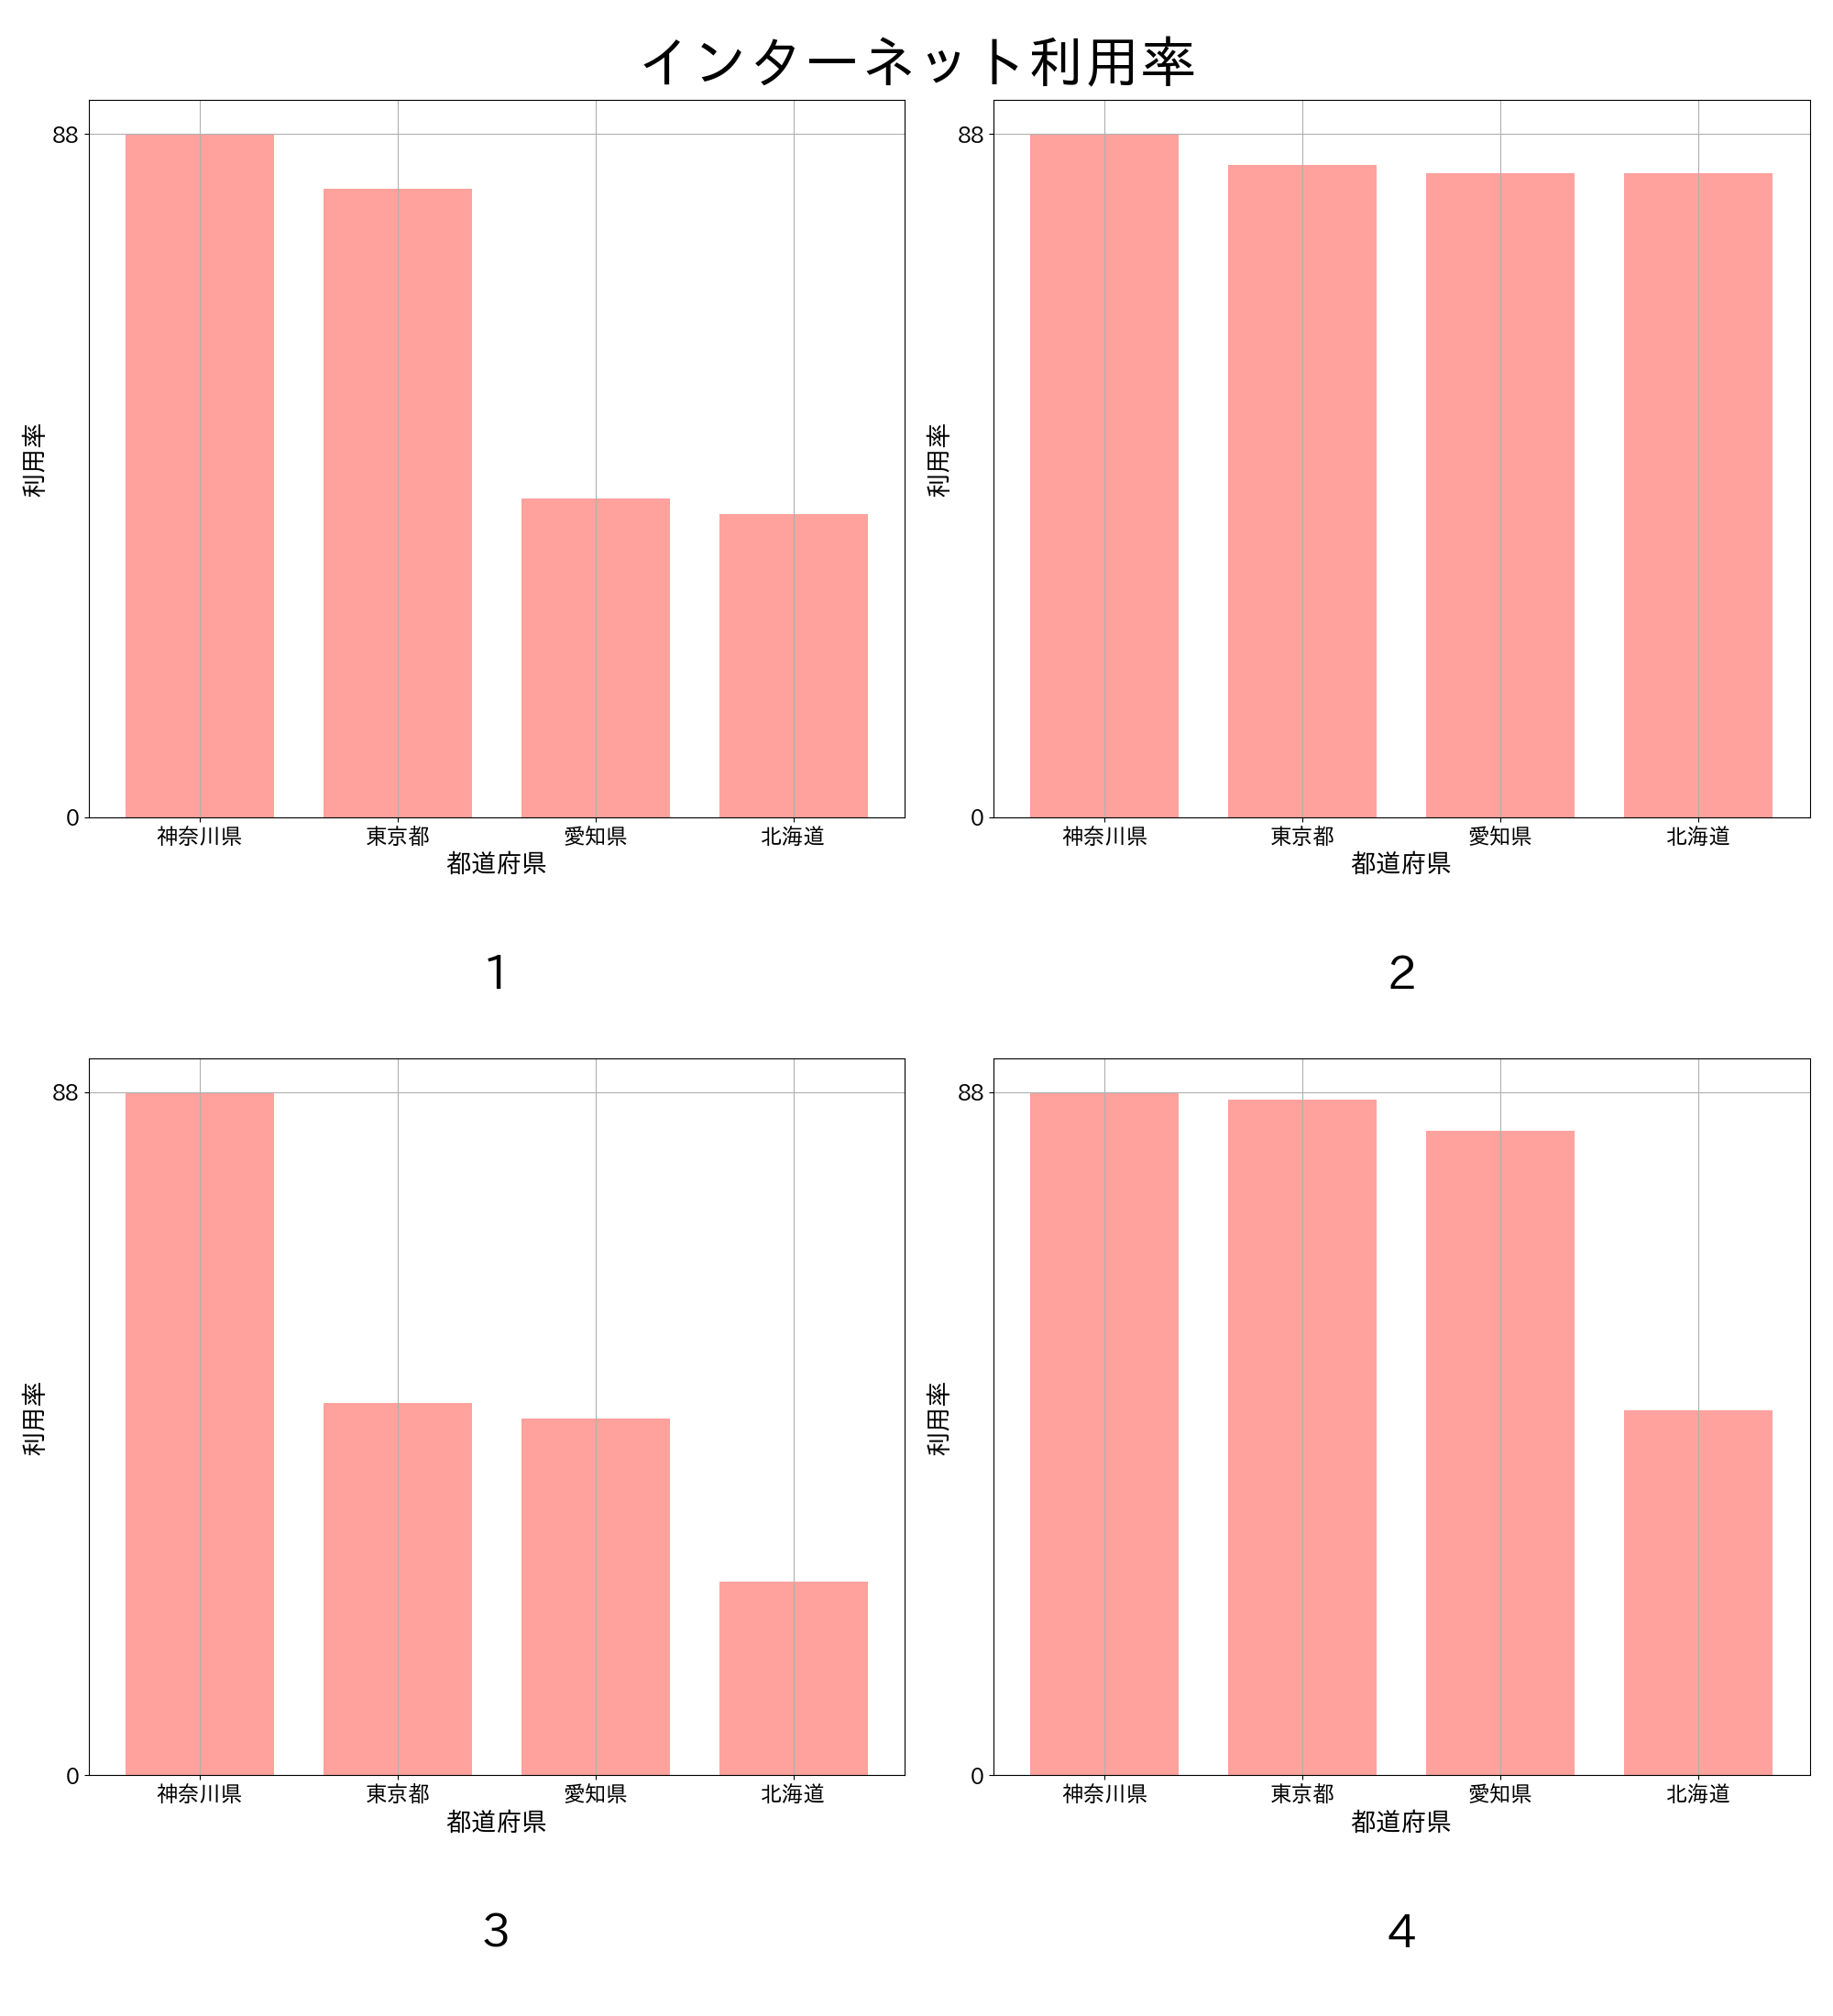 インターネット利用率
88
0
利用率
神奈川県 東京都 愛知県 北海道
都道府県
1
88
0
利用率
神奈川県 東京都 愛知県 北海道
都道府県
2
88
0
利用率
神奈川県 東京都 愛知県 北海道
都道府県
3
88
0
利用率
神奈川県 東京都 愛知県 北海道
都道府県
4